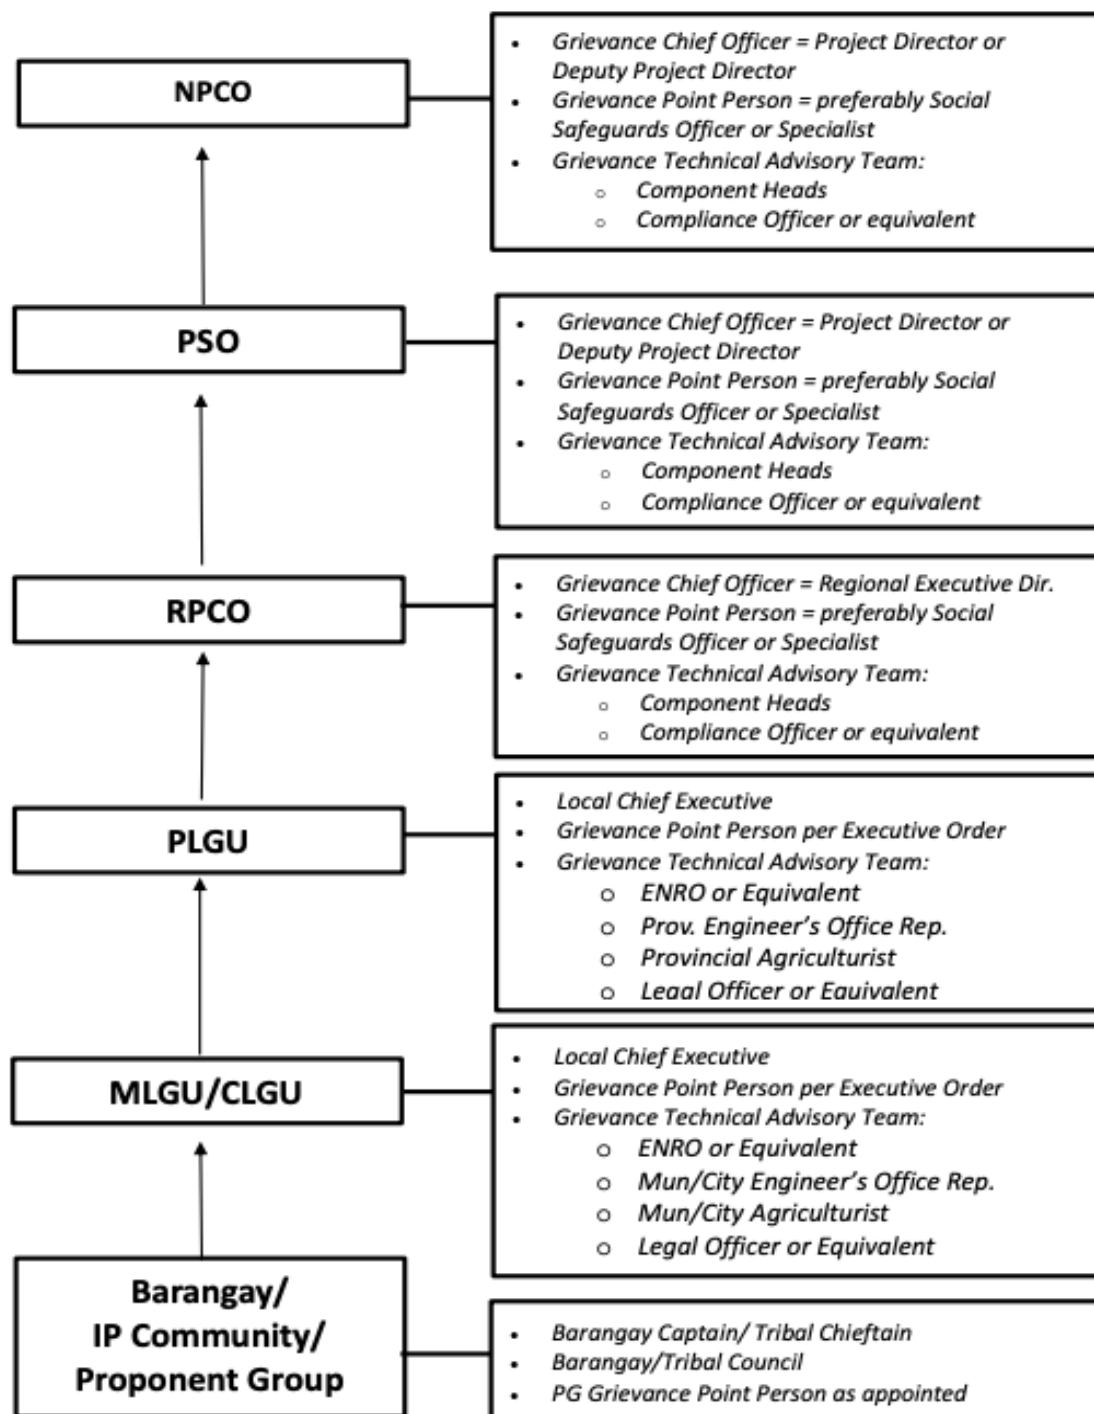 NPCO
• Grievance Chief Officer = Project Director or
Deputy Project Director
• Grievance Point Person = preferably Social
Safeguards Officer or Specialist
• Grievance Technical Advisory Team:
o Component Heads
o Compliance Officer or equivalent
PSO
• Grievance Chief Officer = Project Director or
Deputy Project Director
• Grievance Point Person = preferably Social
Safeguards Officer or Specialist
• Grievance Technical Advisory Team:
o Component Heads
o Compliance Officer or equivalent
RPCO
• Grievance Chief Officer = Regional Executive Dir.
• Grievance Point Person = preferably Social
Safeguards Officer or Specialist
• Grievance Technical Advisory Team:
o Component Heads
o Compliance Officer or equivalent
PLGU
• Local Chief Executive
• Grievance Point Person per Executive Order
• Grievance Technical Advisory Team:
o ENRO or Equivalent
o Prov. Engineer's Office Rep.
o Provincial Agriculturist
o Legal Officer or Equivalent
MLGU/CLGU
• Local Chief Executive
• Grievance Point Person per Executive Order
• Grievance Technical Advisory Team:
o ENRO or Equivalent
o Mun/City Engineer's Office Rep.
o Mun/City Agriculturist
o Legal Officer or Equivalent
Barangay/
IP Community/
Proponent Group
• Barangay Captain/ Tribal Chieftain
• Barangay/Tribal Council
• PG Grievance Point Person as appointed